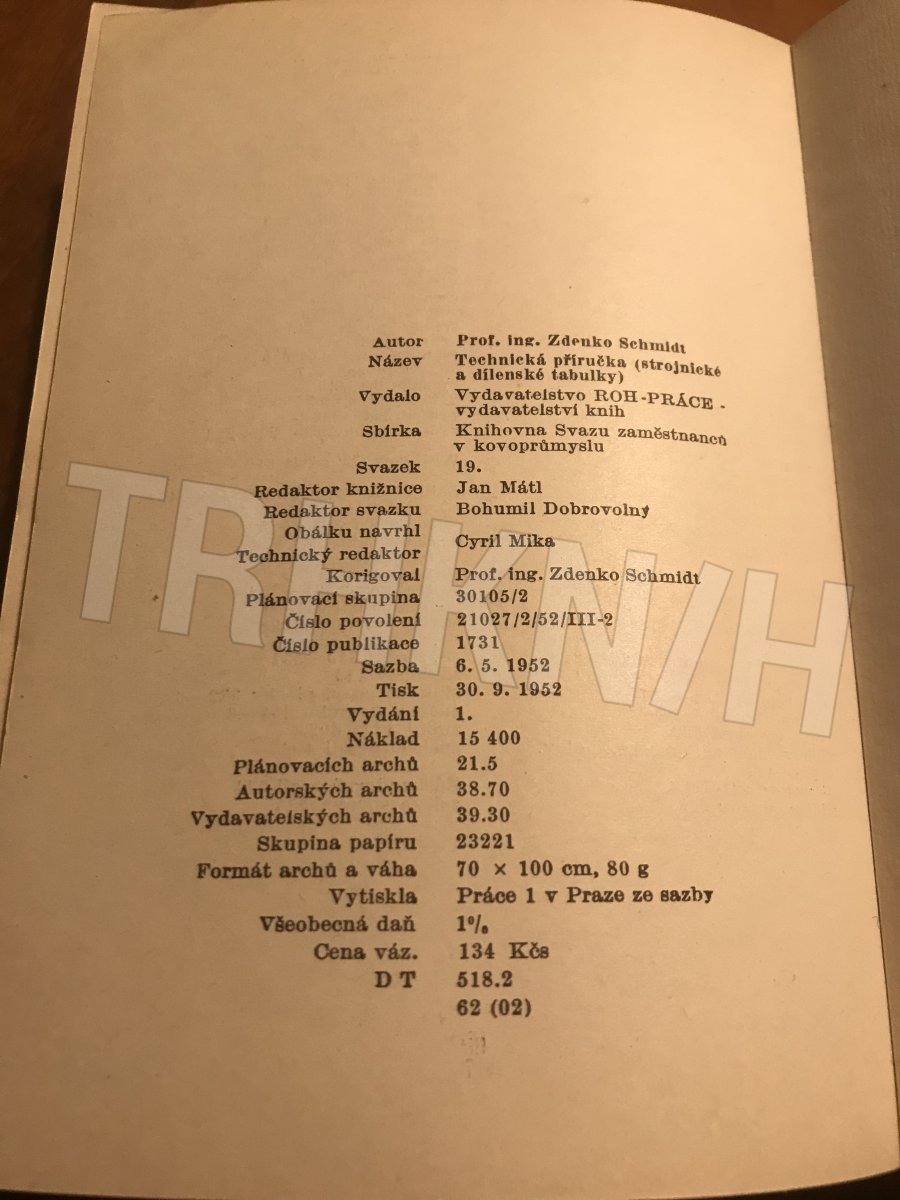 Autor Prof. ing. Zdenko Schmidt
Název Technická příručka (strojnické
a dílenské tabulky)
Vydalo Vydavatelstvo ROH-PRÁCE -
vydavatelství knih
Sbírka Knihovna Svazu zaměstnanců
v kovoprůmyslu
Svazek 19.
Redaktor knižnice Jan Mátl
Redaktor svazku Bohumil Dobrovolný
Obálku navrhl
Cyril Mika
Technický redaktor
Korigoval Prof. ing. Zdenko Schmidt
Plánovací skupina 30105/2
Číslo povolení 21027/2/52/III-2
Číslo publikace 1731
Sazba 6. 5. 1952
Tisk 30. 9. 1952
Vydání 1.
Náklad 15 400
Plánovacích archů 21.5
Autorských archů 38.70
Vydavatelských archů 39.30
Skupina papíru 23221
Formát archů a váha 70 × 100 cm, 80 g
Vytiskla Práce 1 v Praze ze sazby
Všeobecná daň 1%
Cena váz. 134 Kčs
D T 518.2
62 (02)
TRHKN/H